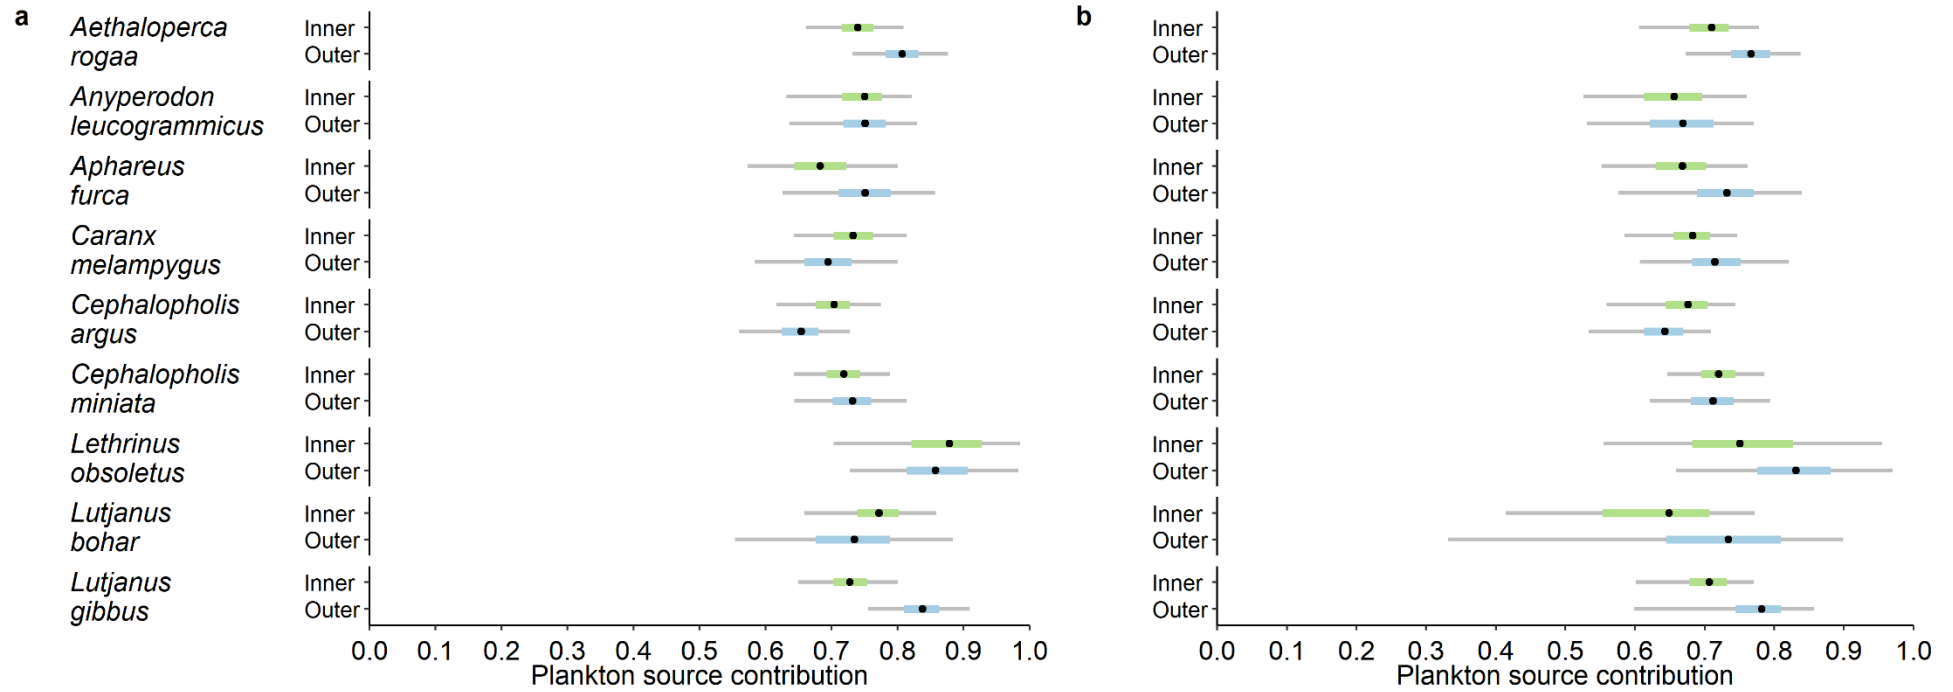 a
Aethaloperca
rogaa
Inner
Outer
Anyperodon
leucogrammicus
Inner
Outer
Aphareus
furca
Inner
Outer
Caranx
melampygus
Inner
Outer
Cephalopholis
argus
Inner
Outer
Cephalopholis
miniata
Inner
Outer
Lethrinus
obsoletus
Inner
Outer
Lutjanus
bohar
Inner
Outer
Lutjanus
gibbus
Inner
Outer
0.0 0.1 0.2 0.3 0.4 0.5 0.6 0.7 0.8 0.9 1.0
Plankton source contribution
b
Inner
Outer
Inner
Outer
Inner
Outer
Inner
Outer
Inner
Outer
Inner
Outer
Inner
Outer
Inner
Outer
Inner
Outer
0.0 0.1 0.2 0.3 0.4 0.5 0.6 0.7 0.8 0.9 1.0
Plankton source contribution